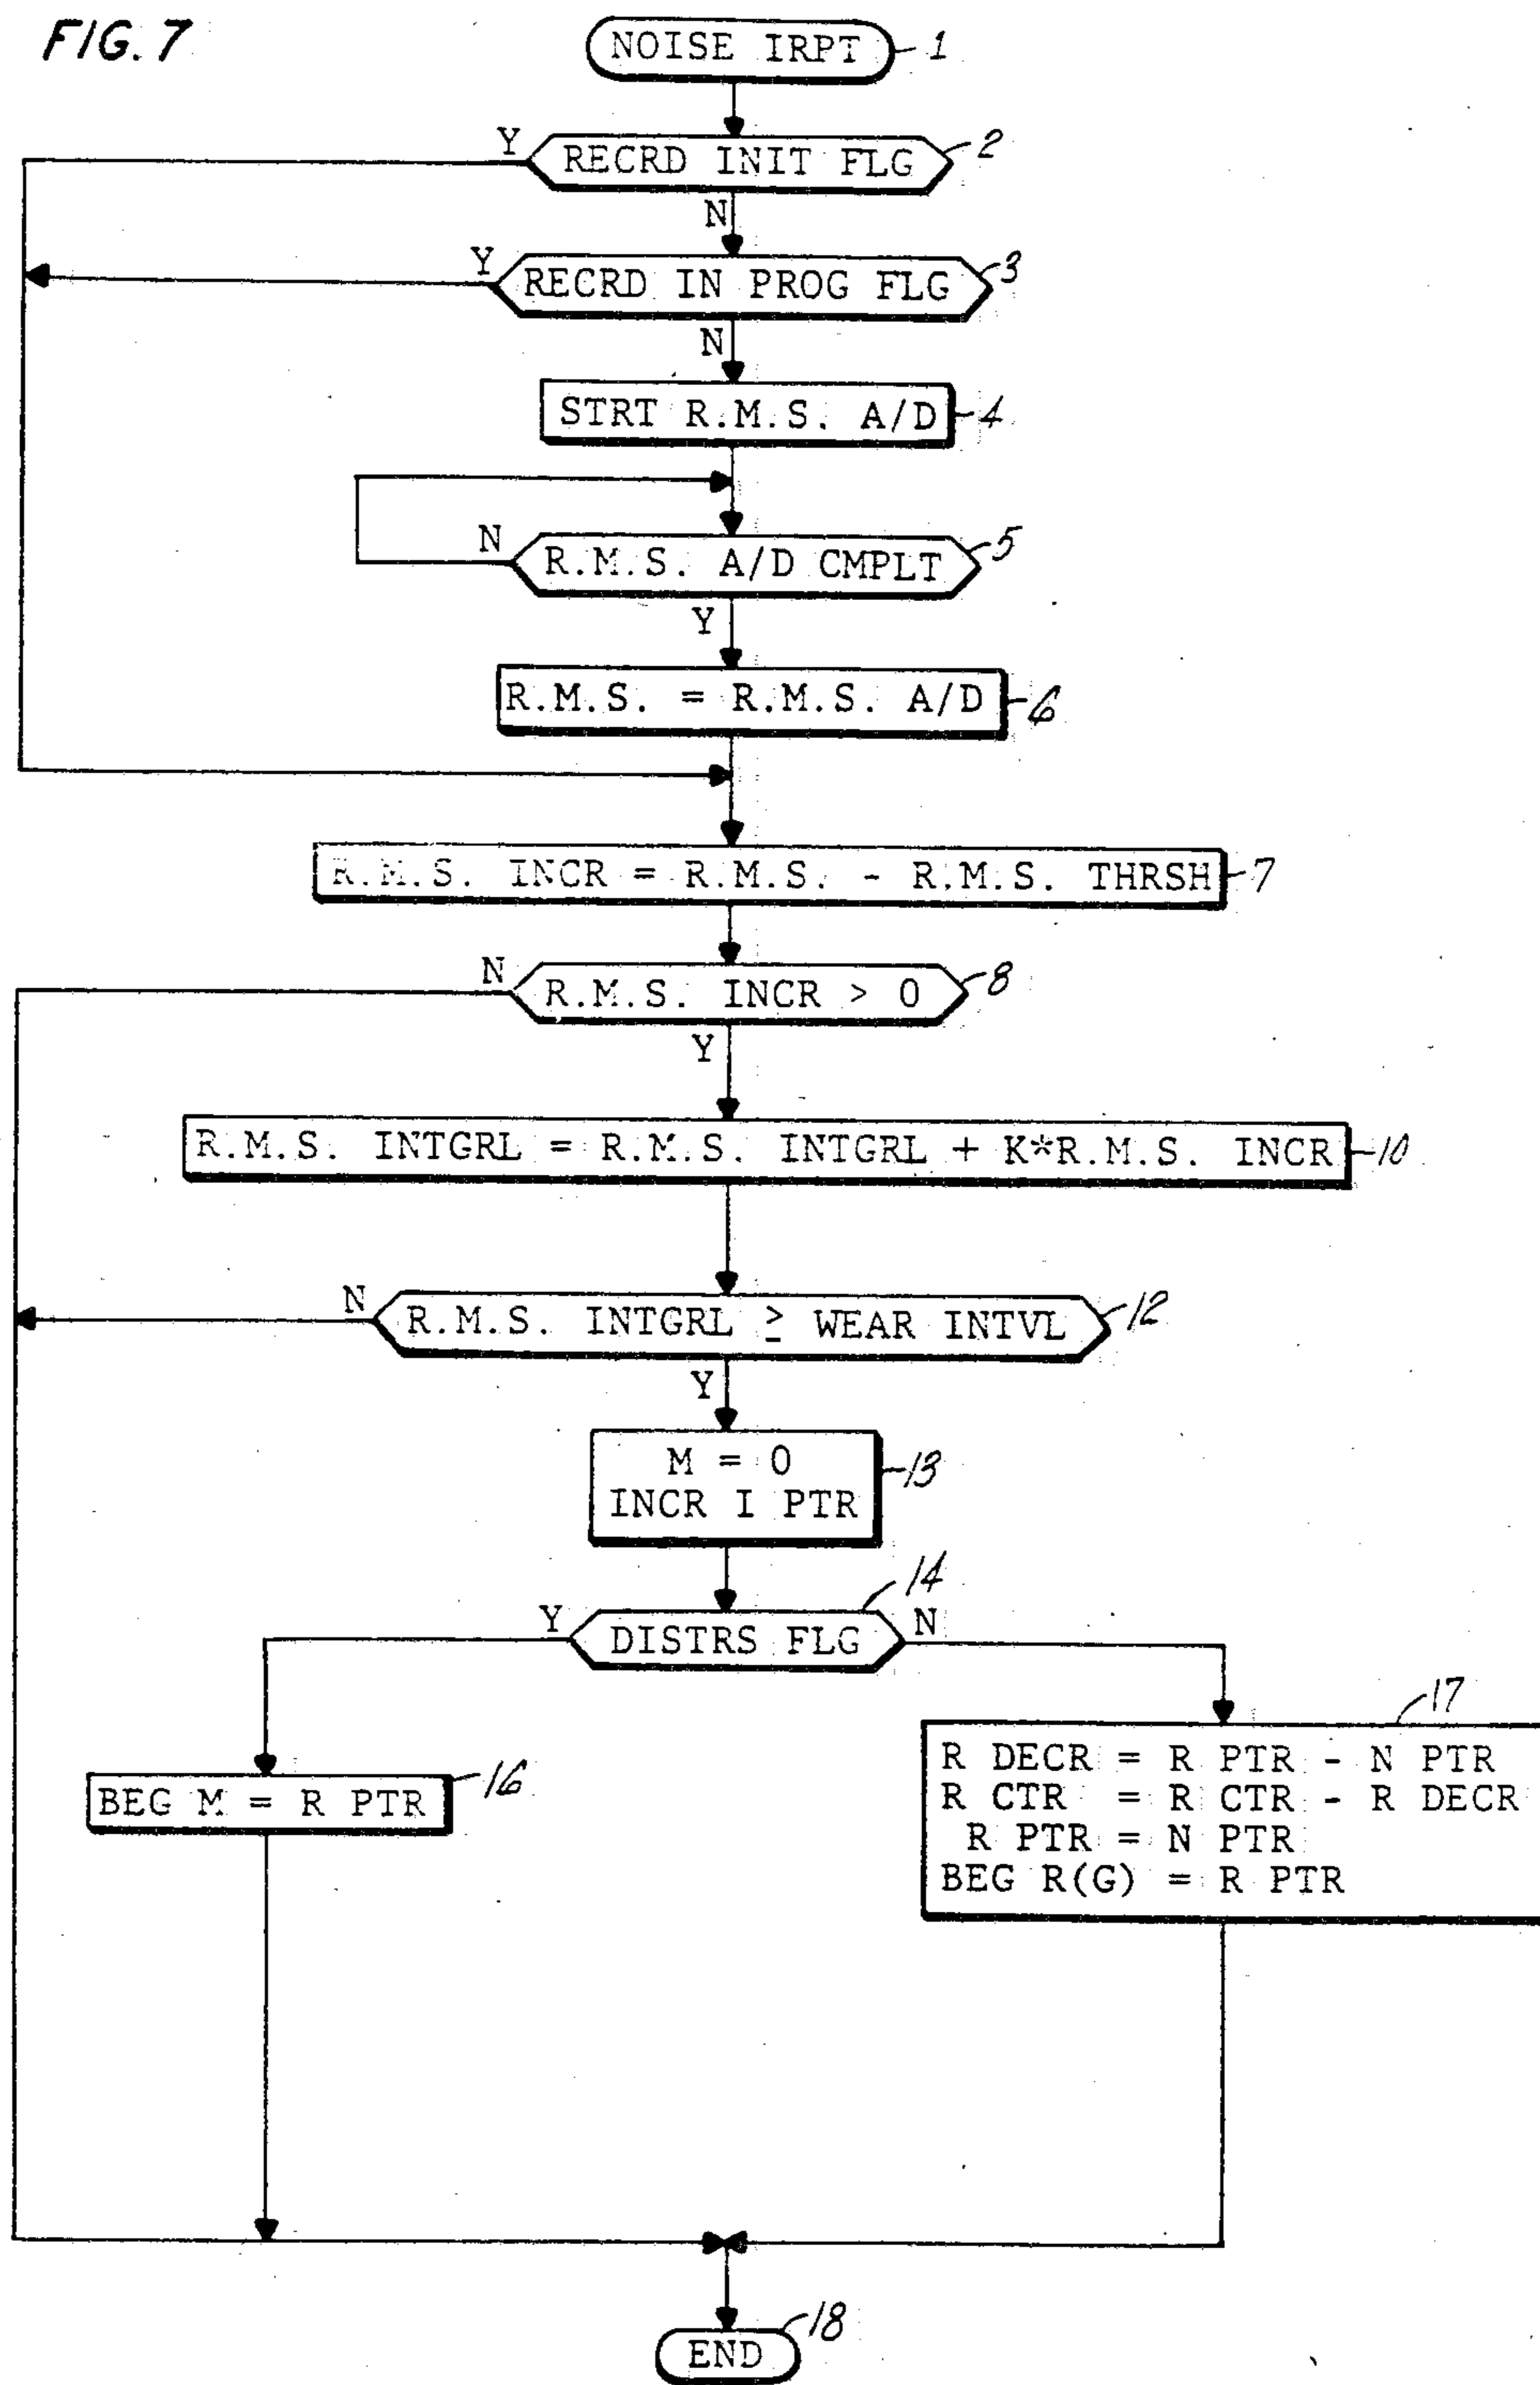 FIG. 7
NOISE IRPT 1
Y RECRD INIT FLG 2
N
Y RECRD IN PROG FLG 3
N
STRT R.M.S. A/D 4
N R.M.S. A/D CMPLT 5
Y
R.M.S. = R.M.S. A/D 6
R.M.S. INCR = R.M.S. - R.M.S. THRSH 7
N R.M.S. INCR > 0 8
Y
R.M.S. INTGRL = R.M.S. INTGRL + K*R.M.S. INCR 10
N R.M.S. INTGRL ≥ WEAR INTVL 12
Y
M = 0
INCR I PTR 13
Y DISTRS FLG N 14
BEG M = R PTR 16
17
R DECR = R PTR - N PTR
R CTR = R CTR - R DECR
R PTR = N PTR
BEG R(G) = R PTR
END 18